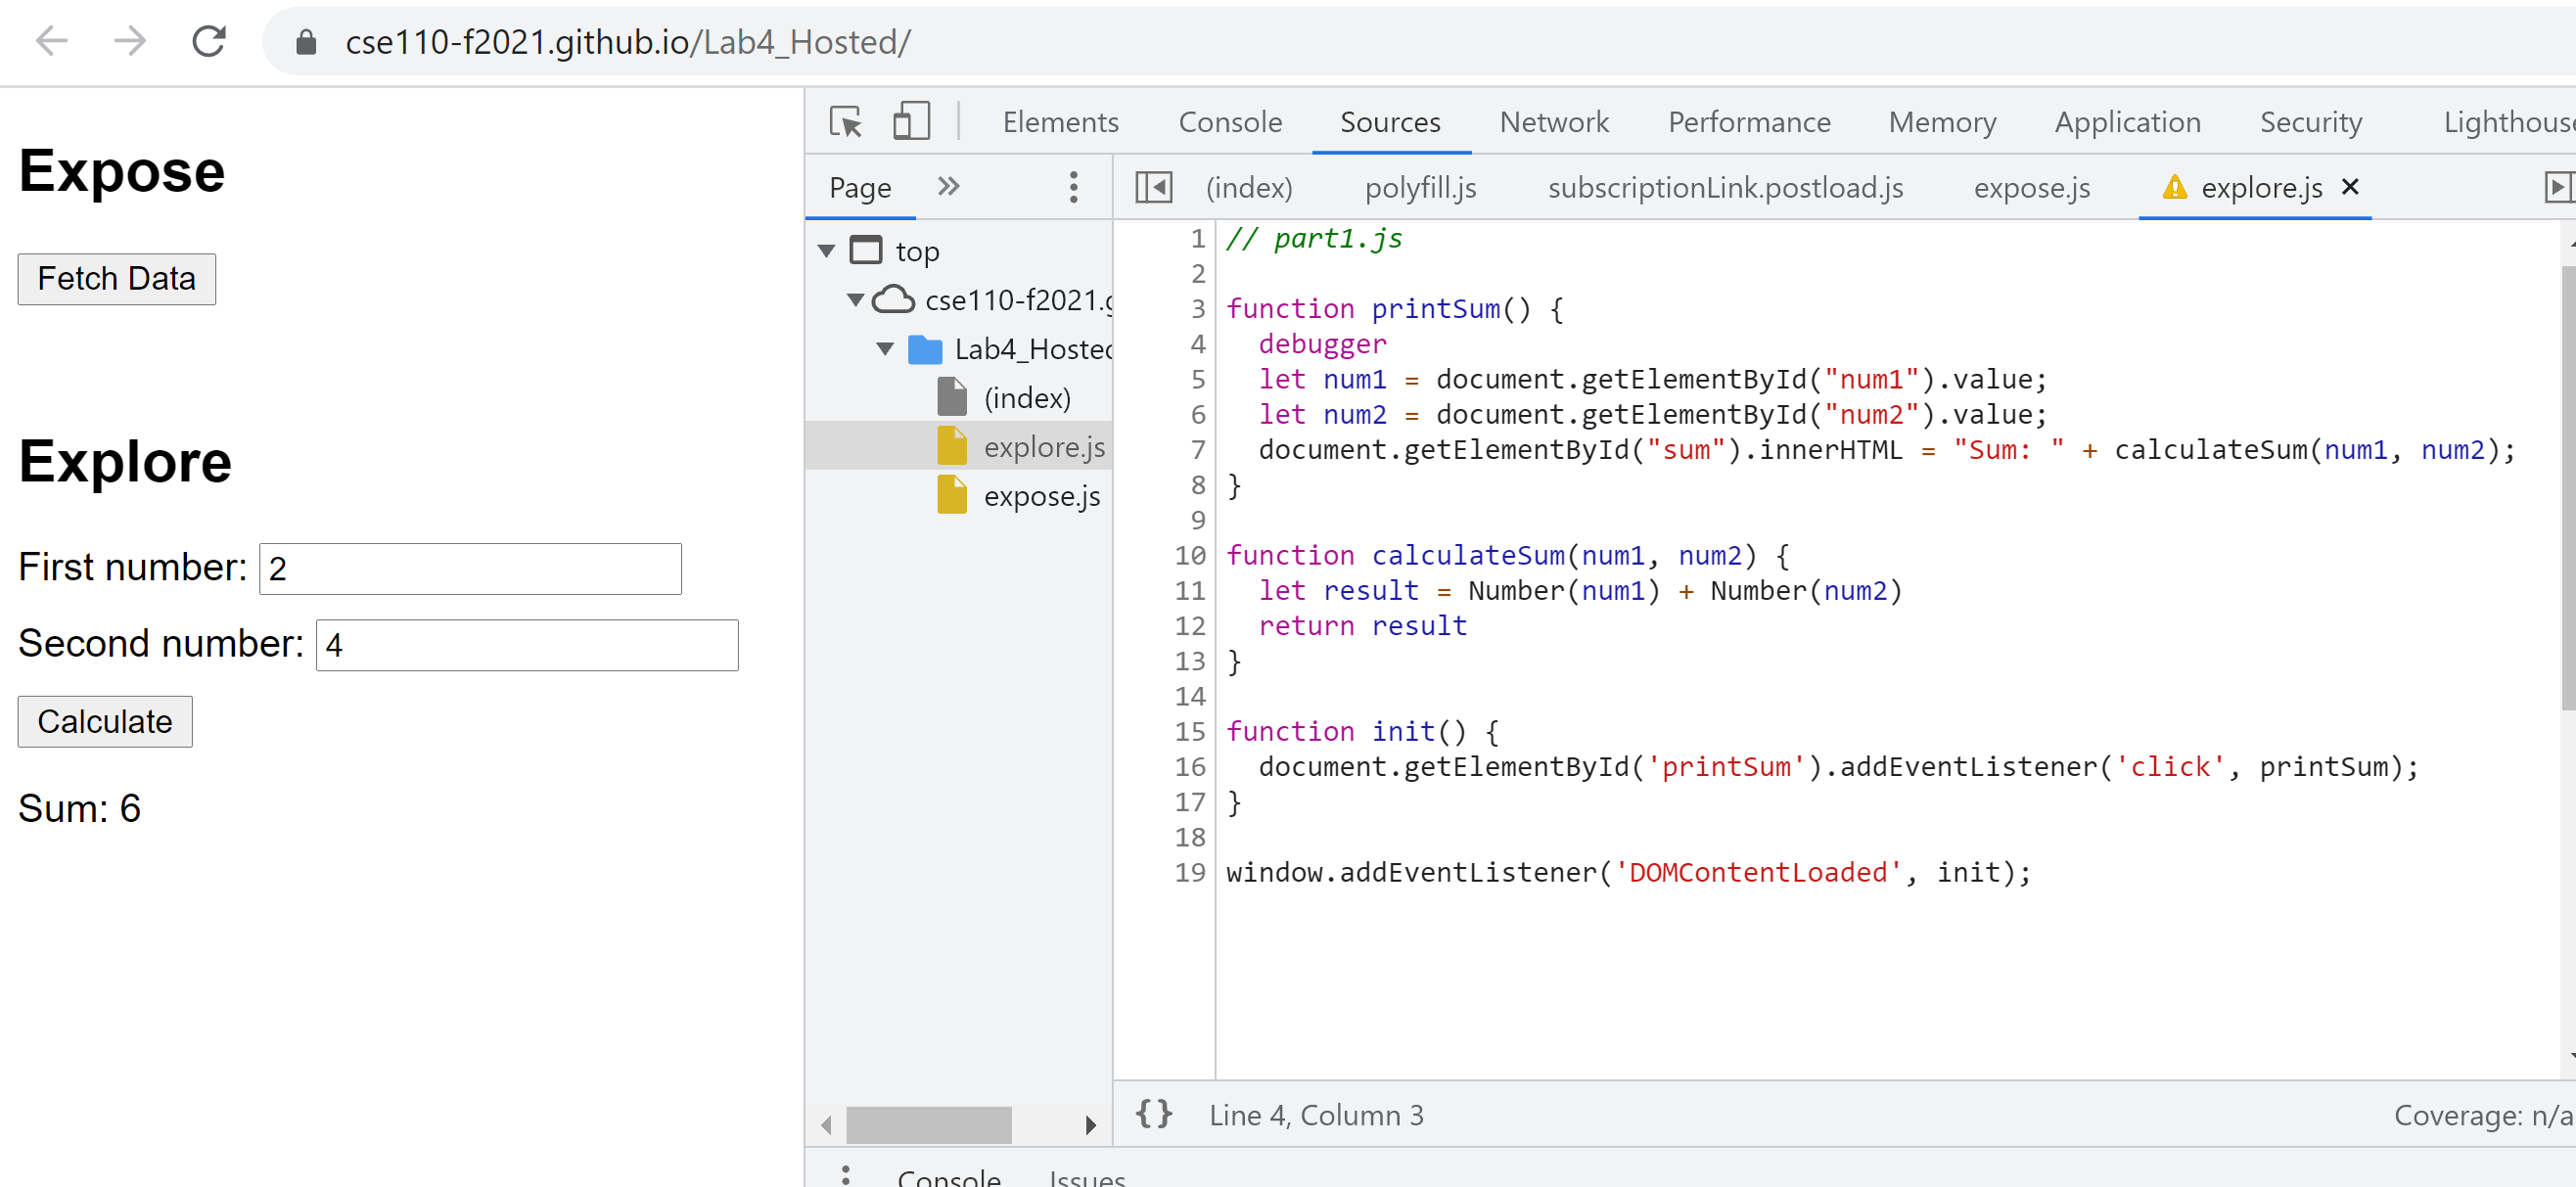 cse110-f2021.github.io/Lab4_Hosted/
Expose
Fetch Data
Explore
First number: 2
Second number: 4
Calculate
Sum: 6
Elements Console Sources Network Performance Memory Application Security Lighthouse
Page
(index) polyfill.js subscriptionLink.postload.js expose.js explore.js
top
cse110-f2021.g
Lab4_Hosted
(index)
explore.js
expose.js
1 // part1.js
2
3 function printSum() {
4   debugger
5   let num1 = document.getElementById("num1").value;
6   let num2 = document.getElementById("num2").value;
7   document.getElementById("sum").innerHTML = "Sum: " + calculateSum(num1, num2);
8 }
9
10 function calculateSum(num1, num2) {
11   let result = Number(num1) + Number(num2)
12   return result
13 }
14
15 function init() {
16   document.getElementById('printSum').addEventListener('click', printSum);
17 }
18
19 window.addEventListener('DOMContentLoaded', init);
{} Line 4, Column 3
Coverage: n/a
Console Issues